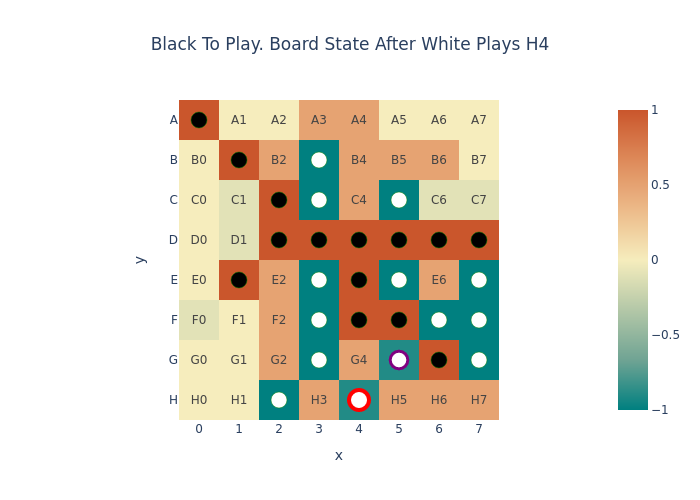 Black To Play. Board State After White Plays H4
A A1 A2 A3 A4 A5 A6 A7
B B0 B2 B4 B5 B6 B7
C C0 C1 C4 C6 C7
D D0 D1
E E0 E2 E6
F F0 F1 F2
G G0 G1 G2 G4
H H0 H1 H3 H5 H6 H7
0 1 2 3 4 5 6 7
x
y
1
0.5
0
−0.5
−1